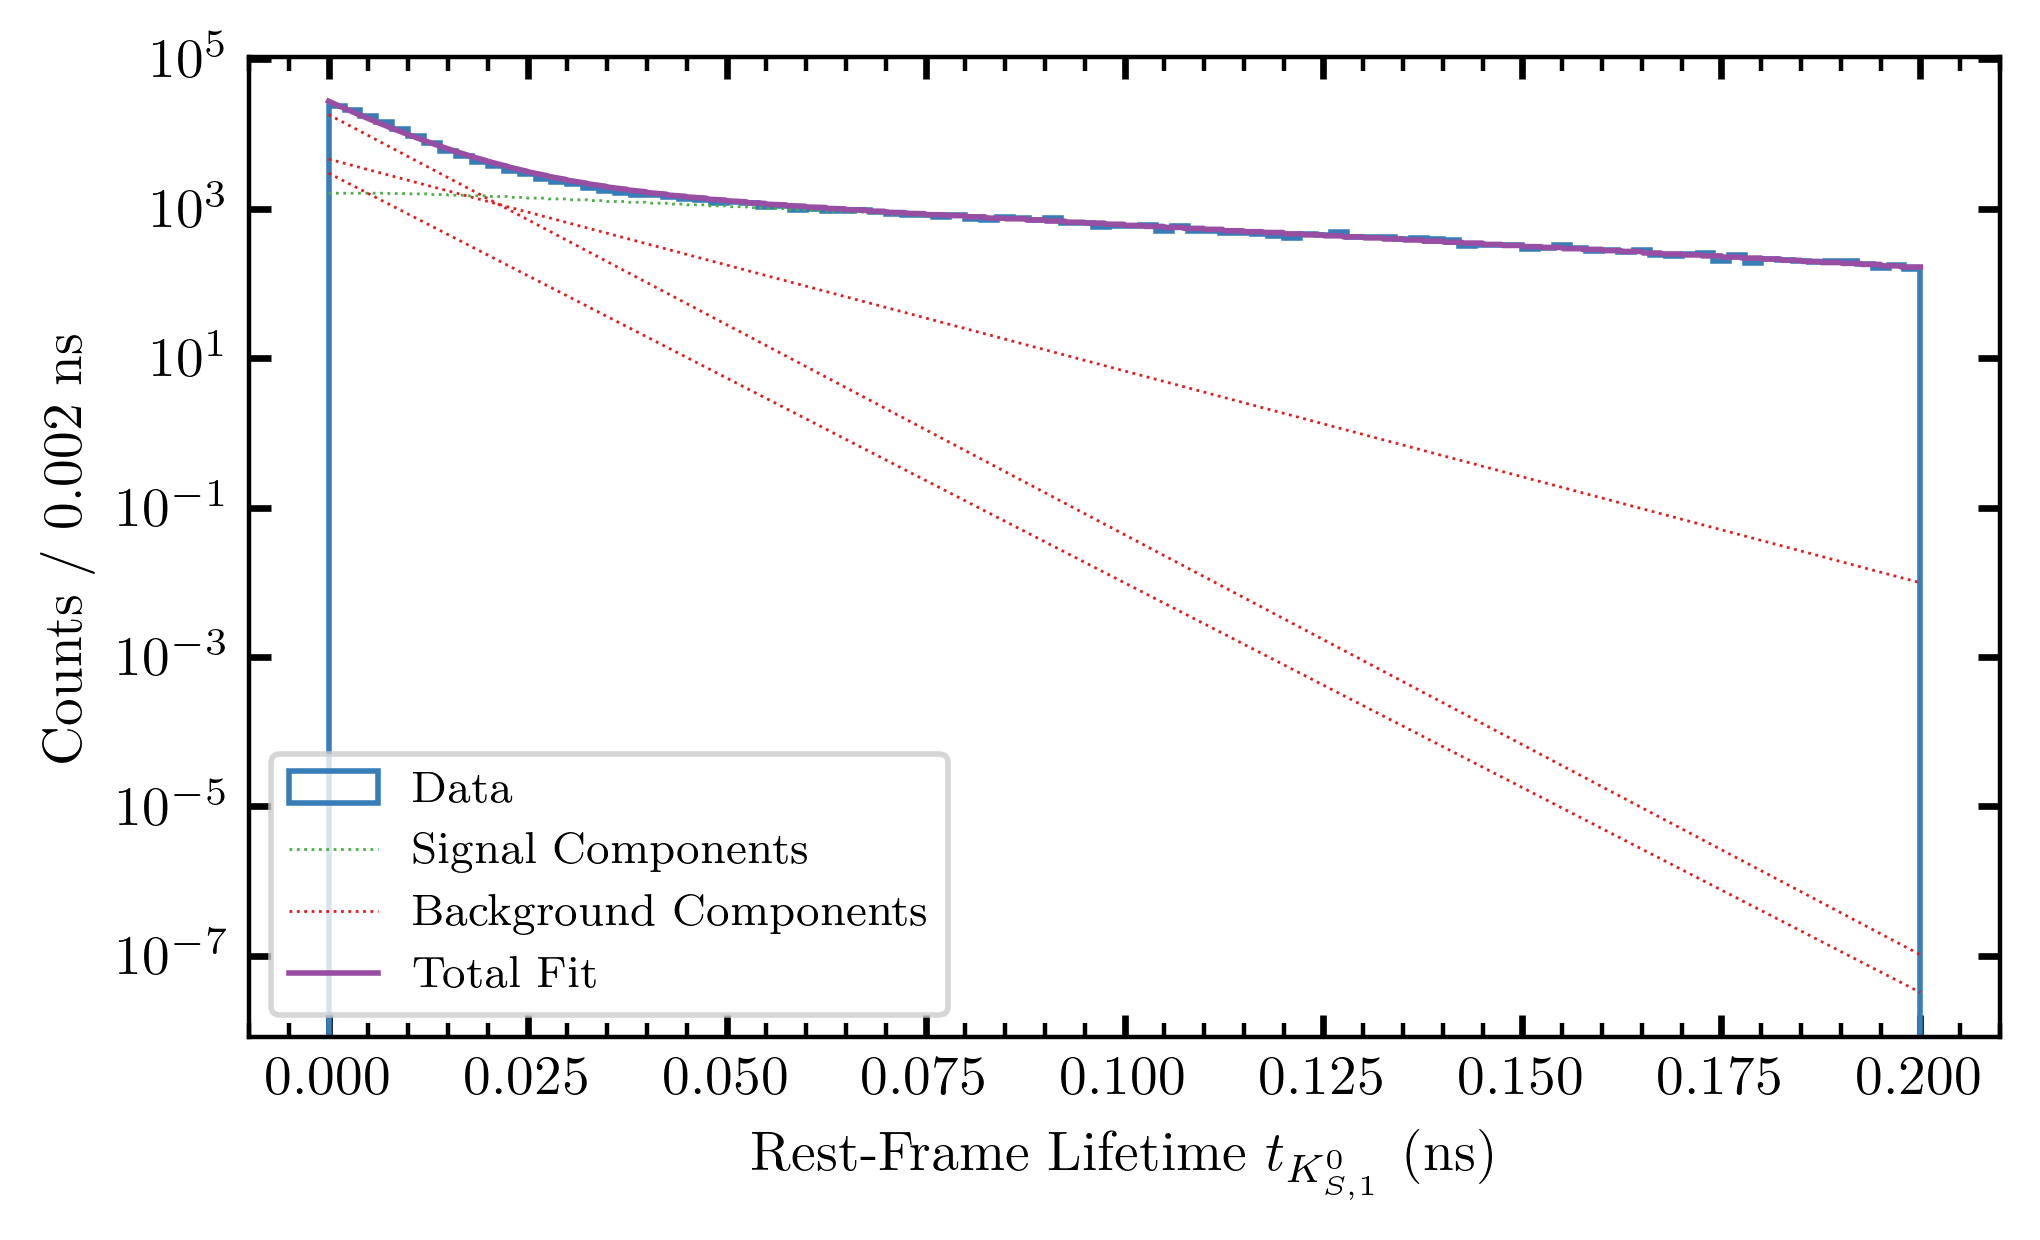 10^5
10^3
10^1
10^{-1}
10^{-3}
10^{-5}
10^{-7}
Counts / 0.002 ns
Data
Signal Components
Background Components
Total Fit
0.000 0.025 0.050 0.075 0.100 0.125 0.150 0.175 0.200
Rest-Frame Lifetime t_{K^0_{S,1}} (ns)